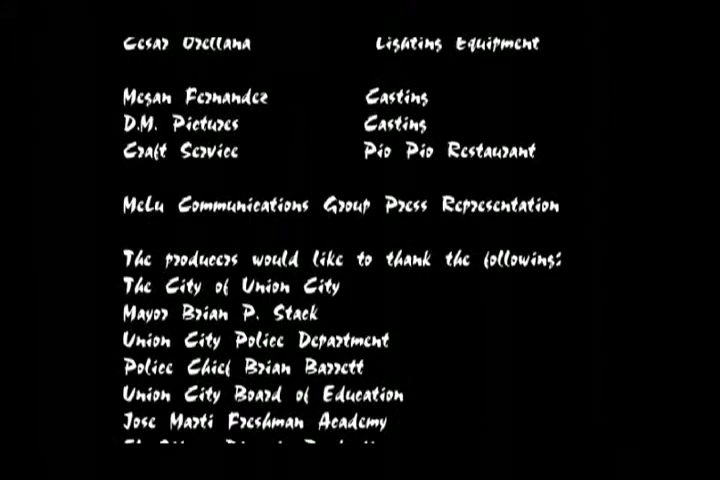 Cesar Orellana Lighting Equipment
Megan Fernandez Casting
D.M. Pictures Casting
Craft Service Pio Pio Restaurant
McLu Communications Group Press Representation
The producers would like to thank the following:
The City of Union City
Mayor Brian P. Stack
Union City Police Department
Police Chief Brian Barrett
Union City Board of Education
Jose Marti Freshman Academy